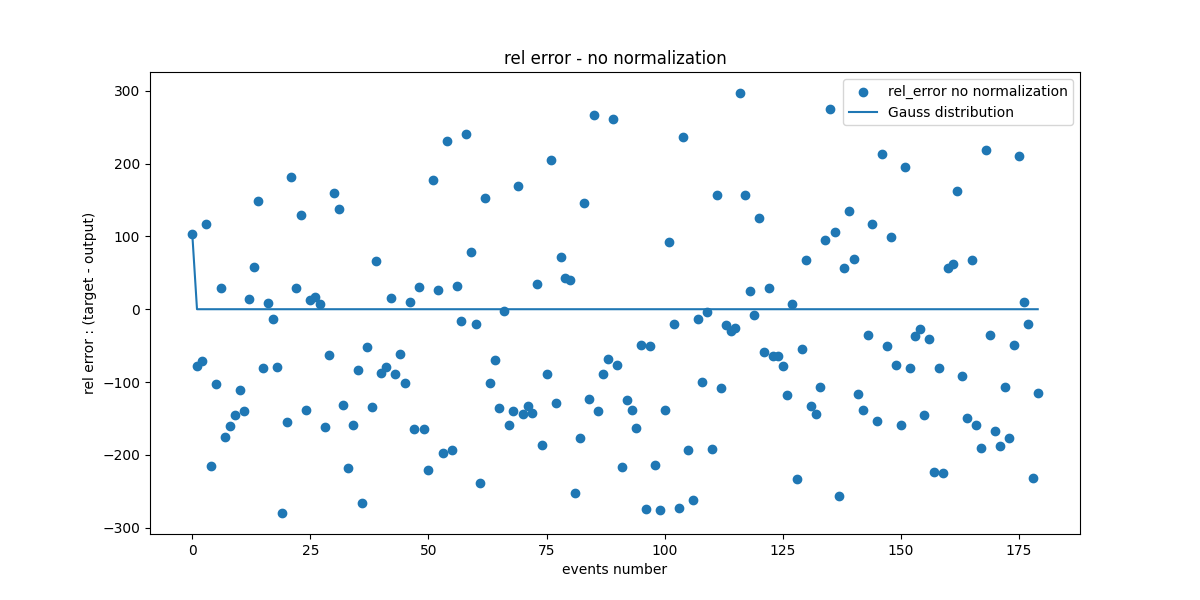 rel error - no normalization
rel_error no normalization
Gauss distribution
rel error : (target - output)
300
200
100
0
−100
−200
−300
0 25 50 75 100 125 150 175
events number